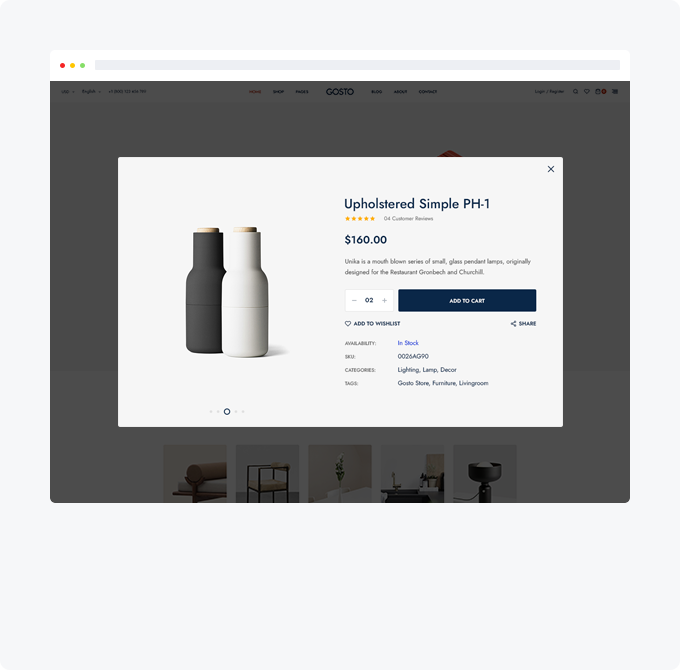 USD English +1 (800) 123 456 789 HOME SHOP PAGES GOSTO BLOG ABOUT CONTACT Login / Register
Upholstered Simple PH-1
04 Customer Reviews
$160.00
Unika is a mouth blown series of small, glass pendant lamps, originally
designed for the Restaurant Gronbech and Churchill.
− 02 + ADD TO CART
ADD TO WISHLIST SHARE
AVAILABILITY: In Stock
SKU: 0026AG90
CATEGORIES: Lighting, Lamp, Decor
TAGS: Gosto Store, Furniture, Livingroom